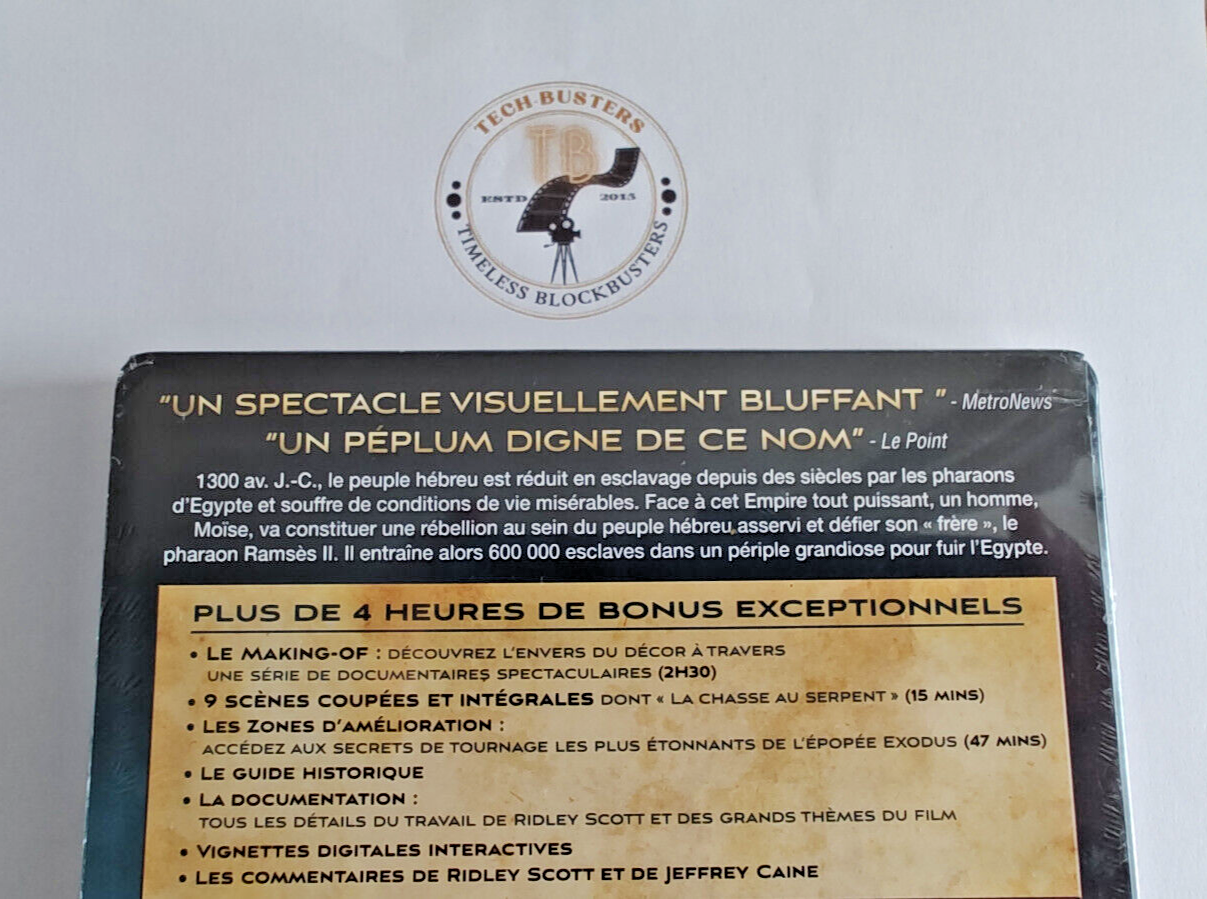 TECH-BUSTERS
TB
ESTD 2015
TIMELESS BLOCKBUSTERS
"UN SPECTACLE VISUELLEMENT BLUFFANT " - MetroNews
"UN PÉPLUM DIGNE DE CE NOM" - Le Point
1300 av. J.-C., le peuple hébreu est réduit en esclavage depuis des siècles par les pharaons
d'Egypte et souffre de conditions de vie misérables. Face à cet Empire tout puissant, un homme,
Moïse, va constituer une rébellion au sein du peuple hébreu asservi et défier son « frère », le
pharaon Ramsès II. Il entraîne alors 600 000 esclaves dans un périple grandiose pour fuir l'Egypte.
PLUS DE 4 HEURES DE BONUS EXCEPTIONNELS
• LE MAKING-OF : DÉCOUVREZ L'ENVERS DU DÉCOR À TRAVERS
UNE SÉRIE DE DOCUMENTAIRES SPECTACULAIRES (2H30)
• 9 SCÈNES COUPÉES ET INTÉGRALES DONT « LA CHASSE AU SERPENT » (15 MINS)
• LES ZONES D'AMÉLIORATION :
ACCÉDEZ AUX SECRETS DE TOURNAGE LES PLUS ÉTONNANTS DE L'ÉPOPÉE EXODUS (47 MINS)
• LE GUIDE HISTORIQUE
• LA DOCUMENTATION :
TOUS LES DÉTAILS DU TRAVAIL DE RIDLEY SCOTT ET DES GRANDS THÈMES DU FILM
• VIGNETTES DIGITALES INTERACTIVES
• LES COMMENTAIRES DE RIDLEY SCOTT ET DE JEFFREY CAINE